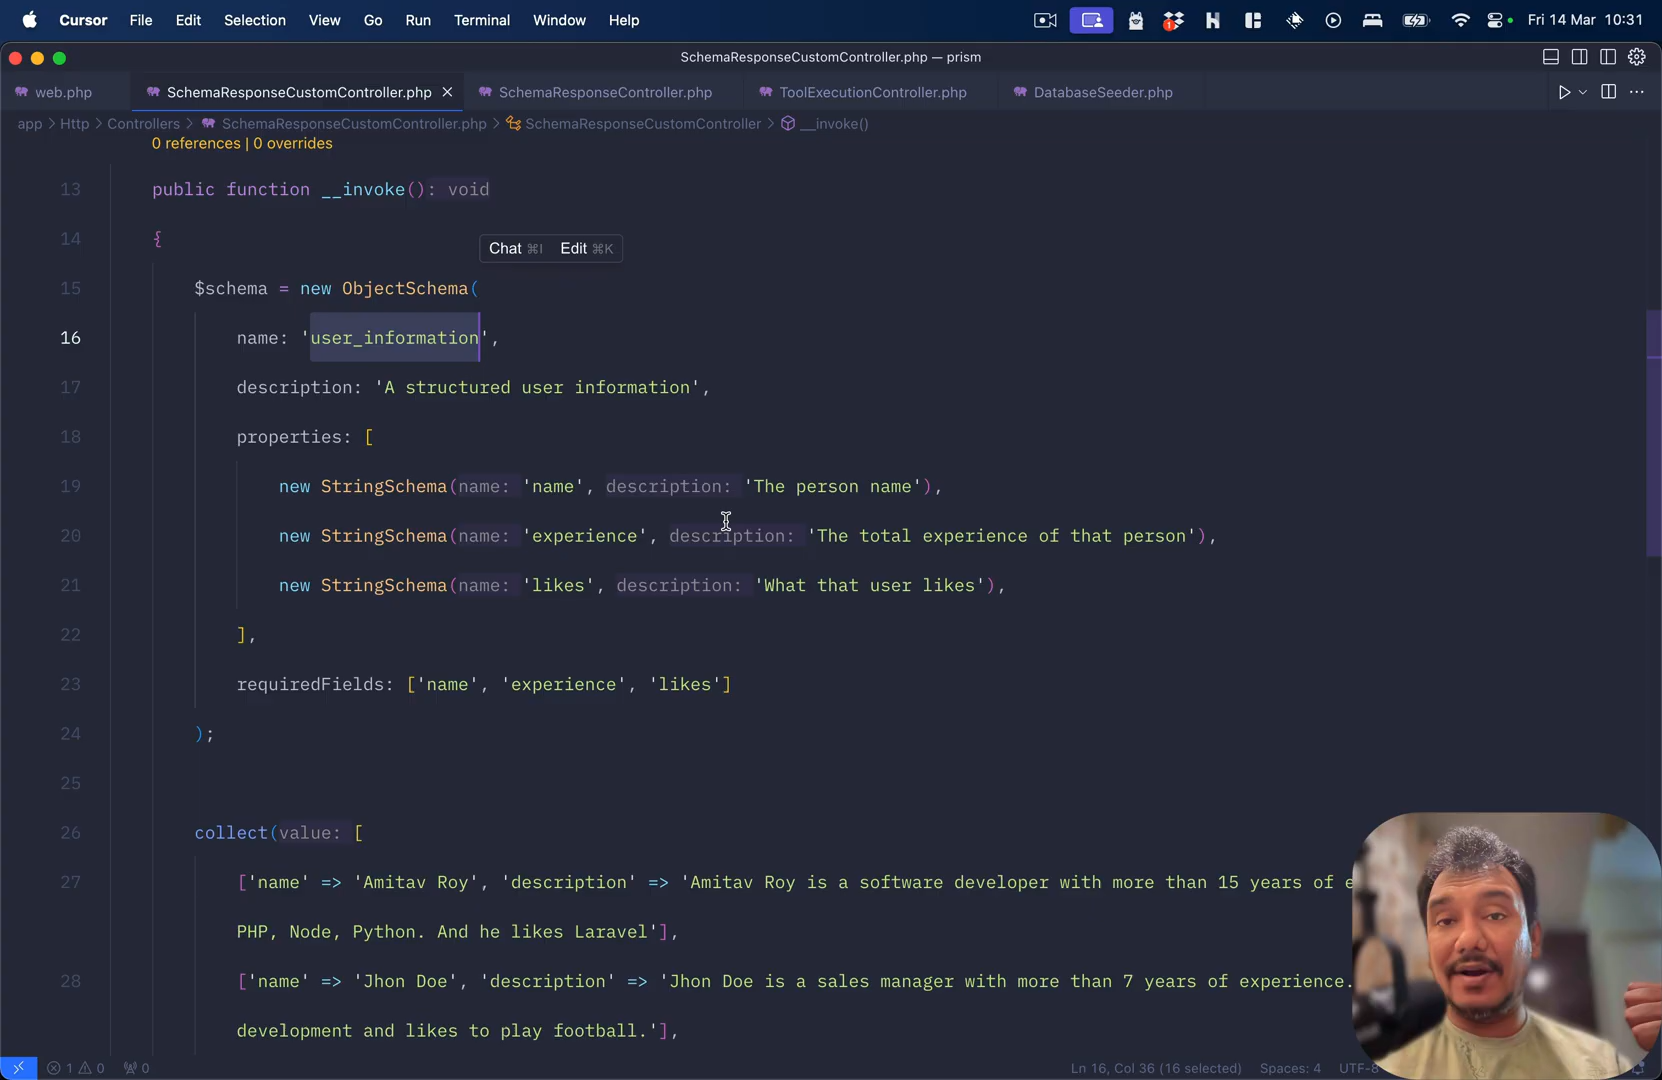 Cursor File Edit Selection View Go Run Terminal Window Help Fri 14 Mar 10:31
SchemaResponseCustomController.php — prism
web.php SchemaResponseCustomController.php SchemaResponseController.php ToolExecutionController.php DatabaseSeeder.php
app > Http > Controllers > SchemaResponseCustomController.php > SchemaResponseCustomController > __invoke()
0 references | 0 overrides
13 public function __invoke(): void
14 {
Chat ⌘I Edit ⌘K
15 $schema = new ObjectSchema(
16 name: 'user_information',
17 description: 'A structured user information',
18 properties: [
19 new StringSchema(name: 'name', description: 'The person name'),
20 new StringSchema(name: 'experience', description: 'The total experience of that person'),
21 new StringSchema(name: 'likes', description: 'What that user likes'),
22 ],
23 requiredFields: ['name', 'experience', 'likes']
24 );
25
26 collect(value: [
27 ['name' => 'Amitav Roy', 'description' => 'Amitav Roy is a software developer with more than 15 years of e
PHP, Node, Python. And he likes Laravel'],
28 ['name' => 'Jhon Doe', 'description' => 'Jhon Doe is a sales manager with more than 7 years of experience.
development and likes to play football.'],
1 0 0 Ln 16, Col 36 (16 selected) Spaces: 4 UTF-8